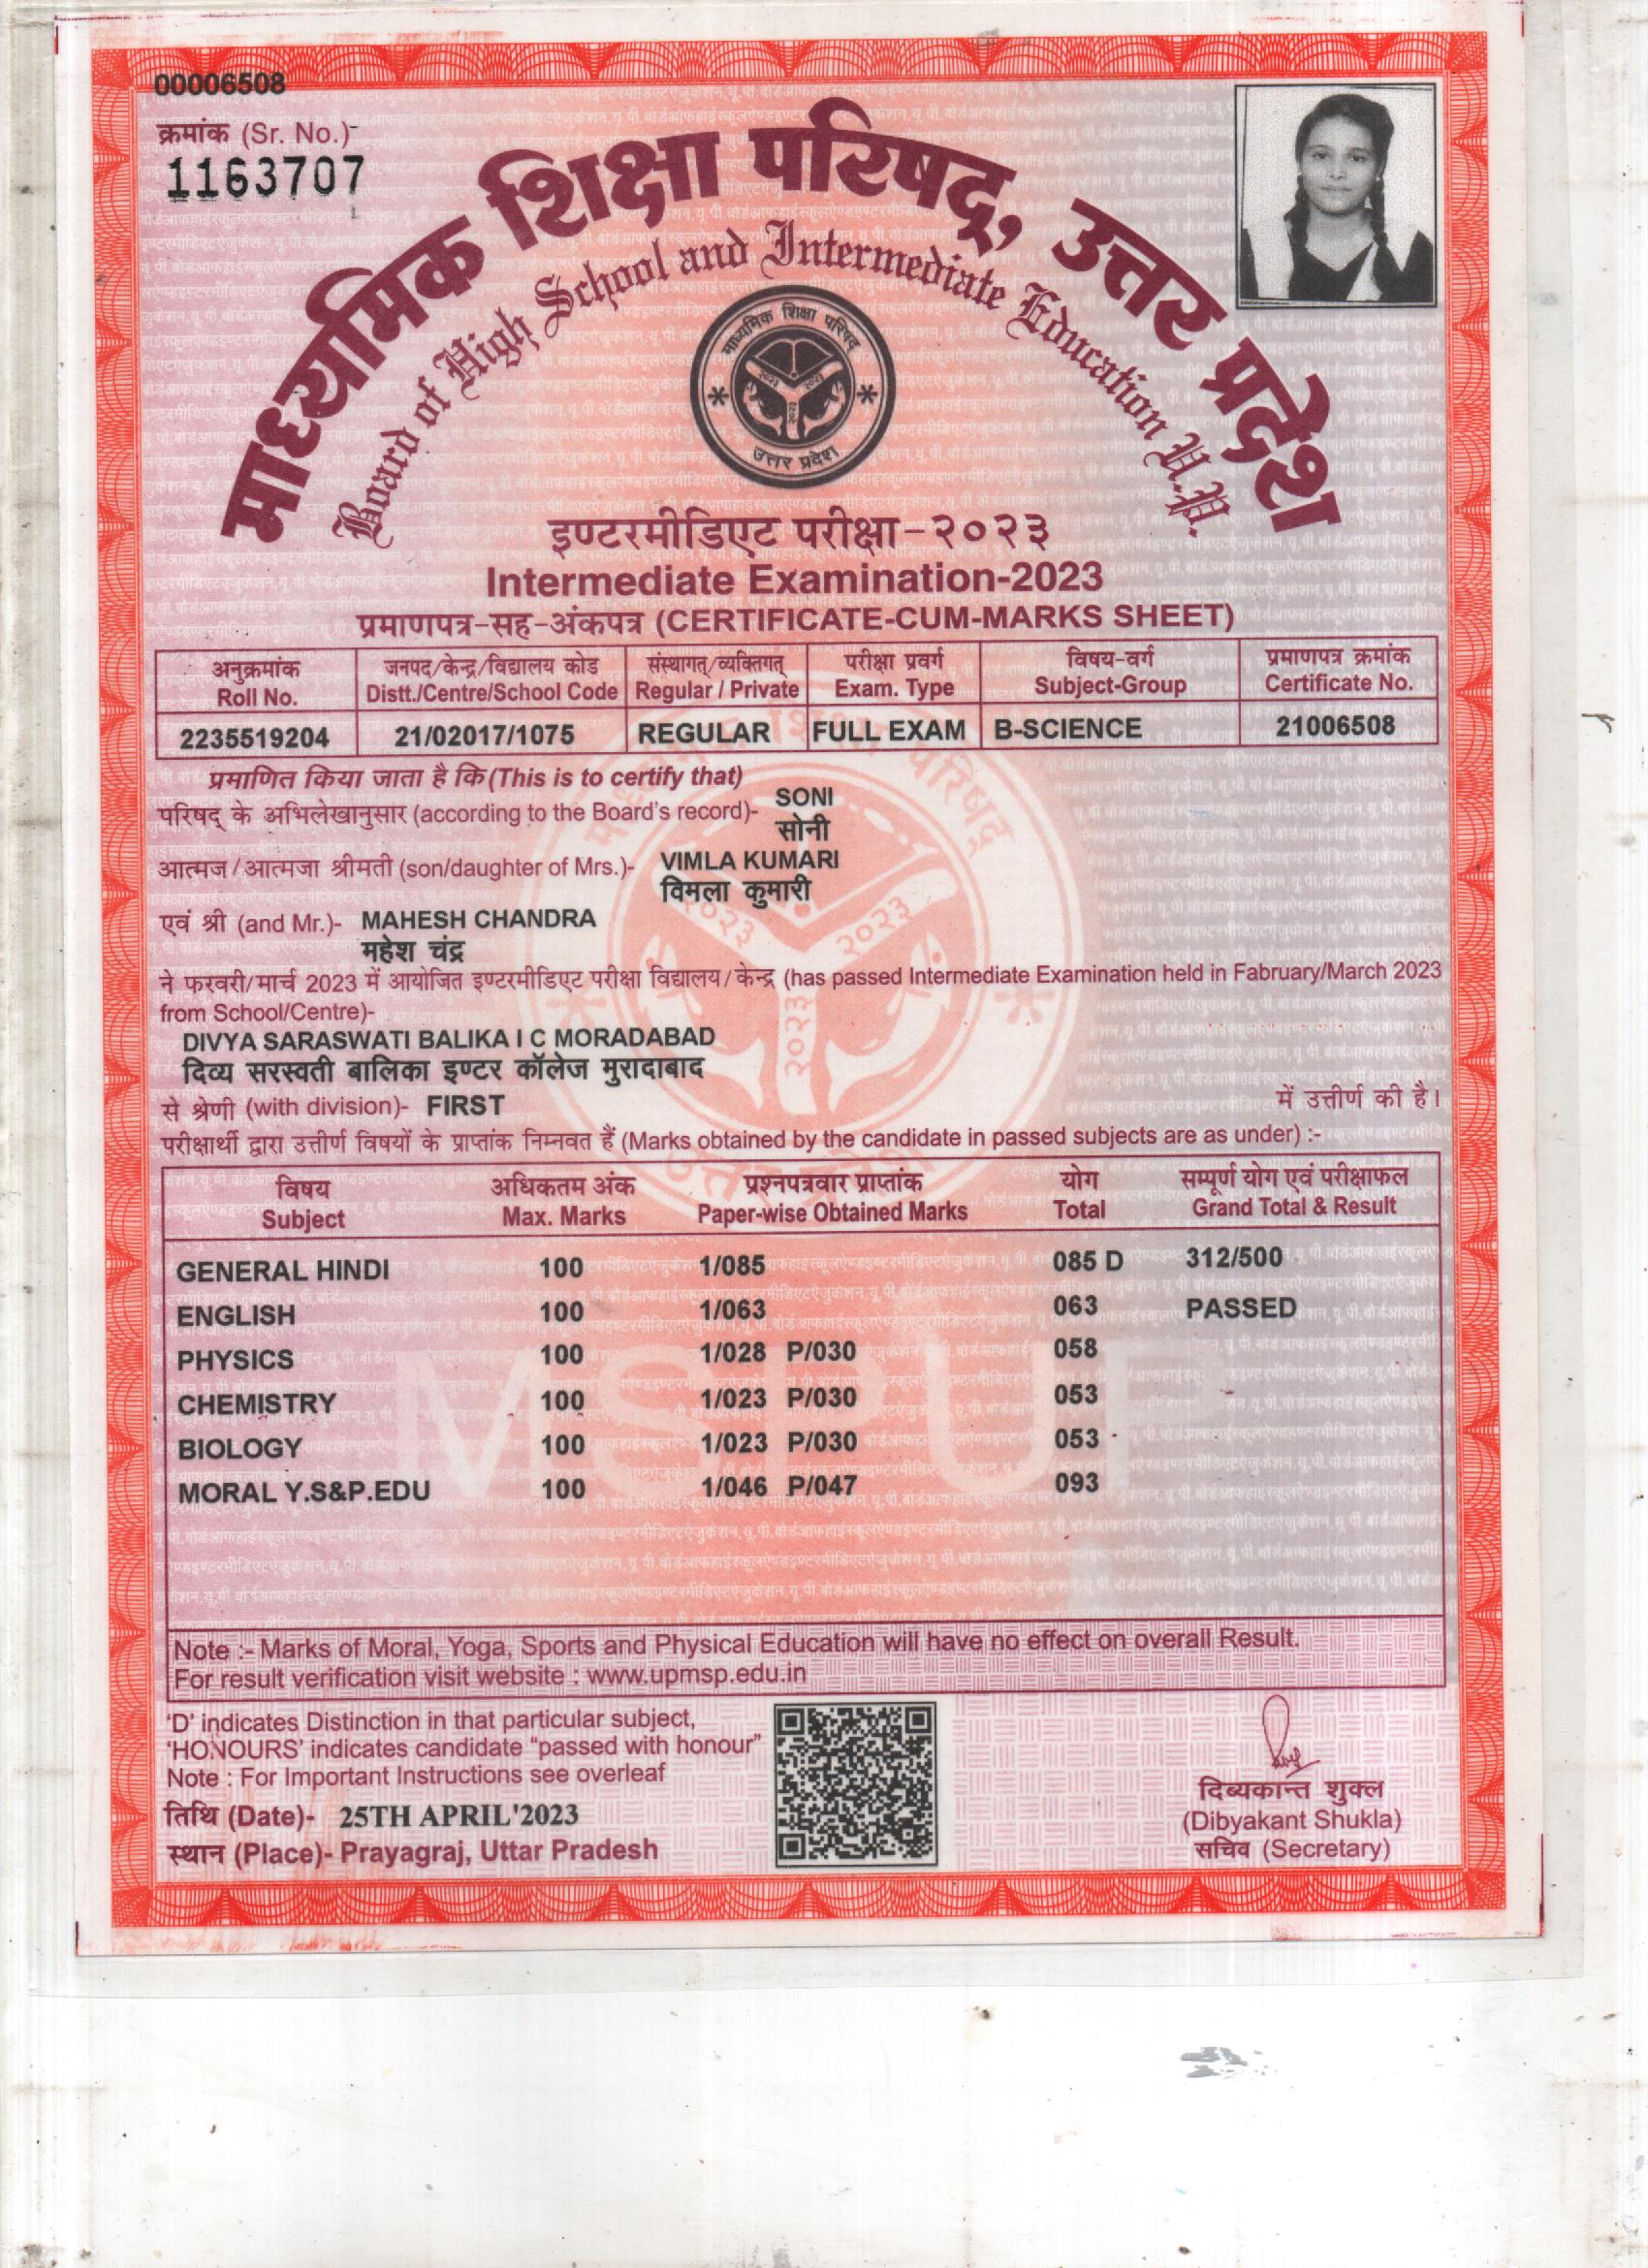 00006508
क्रमांक (Sr. No.)-
1163707
माध्यमिक शिक्षा परिषद्, उत्तर प्रदेश
Board of High School and Intermediate Education U.P.
माध्यमिक शिक्षा परिषद्
२०२३ २०२३
२०२३
उत्तर प्रदेश
इण्टरमीडिएट परीक्षा-२०२३
Intermediate Examination-2023
प्रमाणपत्र-सह-अंकपत्र (CERTIFICATE-CUM-MARKS SHEET)
अनुक्रमांक जनपद/केन्द्र/विद्यालय कोड संस्थागत्/व्यक्तिगत् परीक्षा प्रवर्ग विषय-वर्ग प्रमाणपत्र क्रमांक
Roll No. Distt./Centre/School Code Regular / Private Exam. Type Subject-Group Certificate No.
2235519204 21/02017/1075 REGULAR FULL EXAM B-SCIENCE 21006508
प्रमाणित किया जाता है कि (This is to certify that)
परिषद् के अभिलेखानुसार (according to the Board's record)- SONI
सोनी
आत्मज/आत्मजा श्रीमती (son/daughter of Mrs.)- VIMLA KUMARI
विमला कुमारी
एवं श्री (and Mr.)- MAHESH CHANDRA
महेश चंद्र
ने फरवरी/मार्च 2023 में आयोजित इण्टरमीडिएट परीक्षा विद्यालय/केन्द्र (has passed Intermediate Examination held in Fabruary/March 2023
from School/Centre)-
DIVYA SARASWATI BALIKA I C MORADABAD
दिव्य सरस्वती बालिका इण्टर कॉलेज मुरादाबाद
से श्रेणी (with division)- FIRST में उत्तीर्ण की है।
परीक्षार्थी द्वारा उत्तीर्ण विषयों के प्राप्तांक निम्नवत हैं (Marks obtained by the candidate in passed subjects are as under) :-
विषय अधिकतम अंक प्रश्नपत्रवार प्राप्तांक योग सम्पूर्ण योग एवं परीक्षाफल
Subject Max. Marks Paper-wise Obtained Marks Total Grand Total & Result
GENERAL HINDI 100 1/085 085 D 312/500
ENGLISH 100 1/063 063 PASSED
PHYSICS 100 1/028 P/030 058
CHEMISTRY 100 1/023 P/030 053
BIOLOGY 100 1/023 P/030 053
MORAL Y.S&P.EDU 100 1/046 P/047 093
MSPUP
Note :- Marks of Moral, Yoga, Sports and Physical Education will have no effect on overall Result.
For result verification visit website : www.upmsp.edu.in
'D' indicates Distinction in that particular subject,
'HONOURS' indicates candidate "passed with honour"
Note : For Important Instructions see overleaf
तिथि (Date)- 25TH APRIL'2023
स्थान (Place)- Prayagraj, Uttar Pradesh
दिव्यकान्त शुक्ल
(Dibyakant Shukla)
सचिव (Secretary)